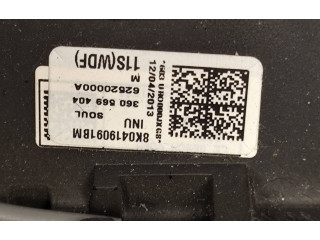 8K0419091BM
INU
SOUL
360 569 404
62520000A
M
11S(WDF)
12/04/2013